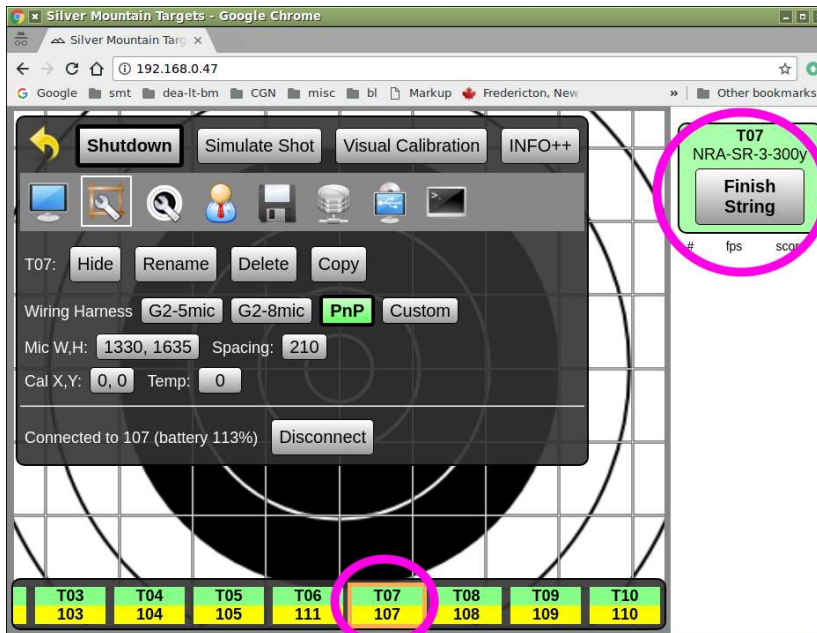 Silver Mountain Targets - Google Chrome
Silver Mountain Targ
192.168.0.47
Google smt dea-lt-bm CGN misc bl Markup Fredericton, New » Other bookmarks
Shutdown Simulate Shot Visual Calibration INFO++
T07: Hide Rename Delete Copy
Wiring Harness G2-5mic G2-8mic PnP Custom
Mic W,H: 1330, 1635 Spacing: 210
Cal X,Y: 0, 0 Temp: 0
Connected to 107 (battery 113%) Disconnect
T07
NRA-SR-3-300y
Finish
String
# fps scor
T03 T04 T05 T06 T07 T08 T09 T10
103 104 105 111 107 108 109 110